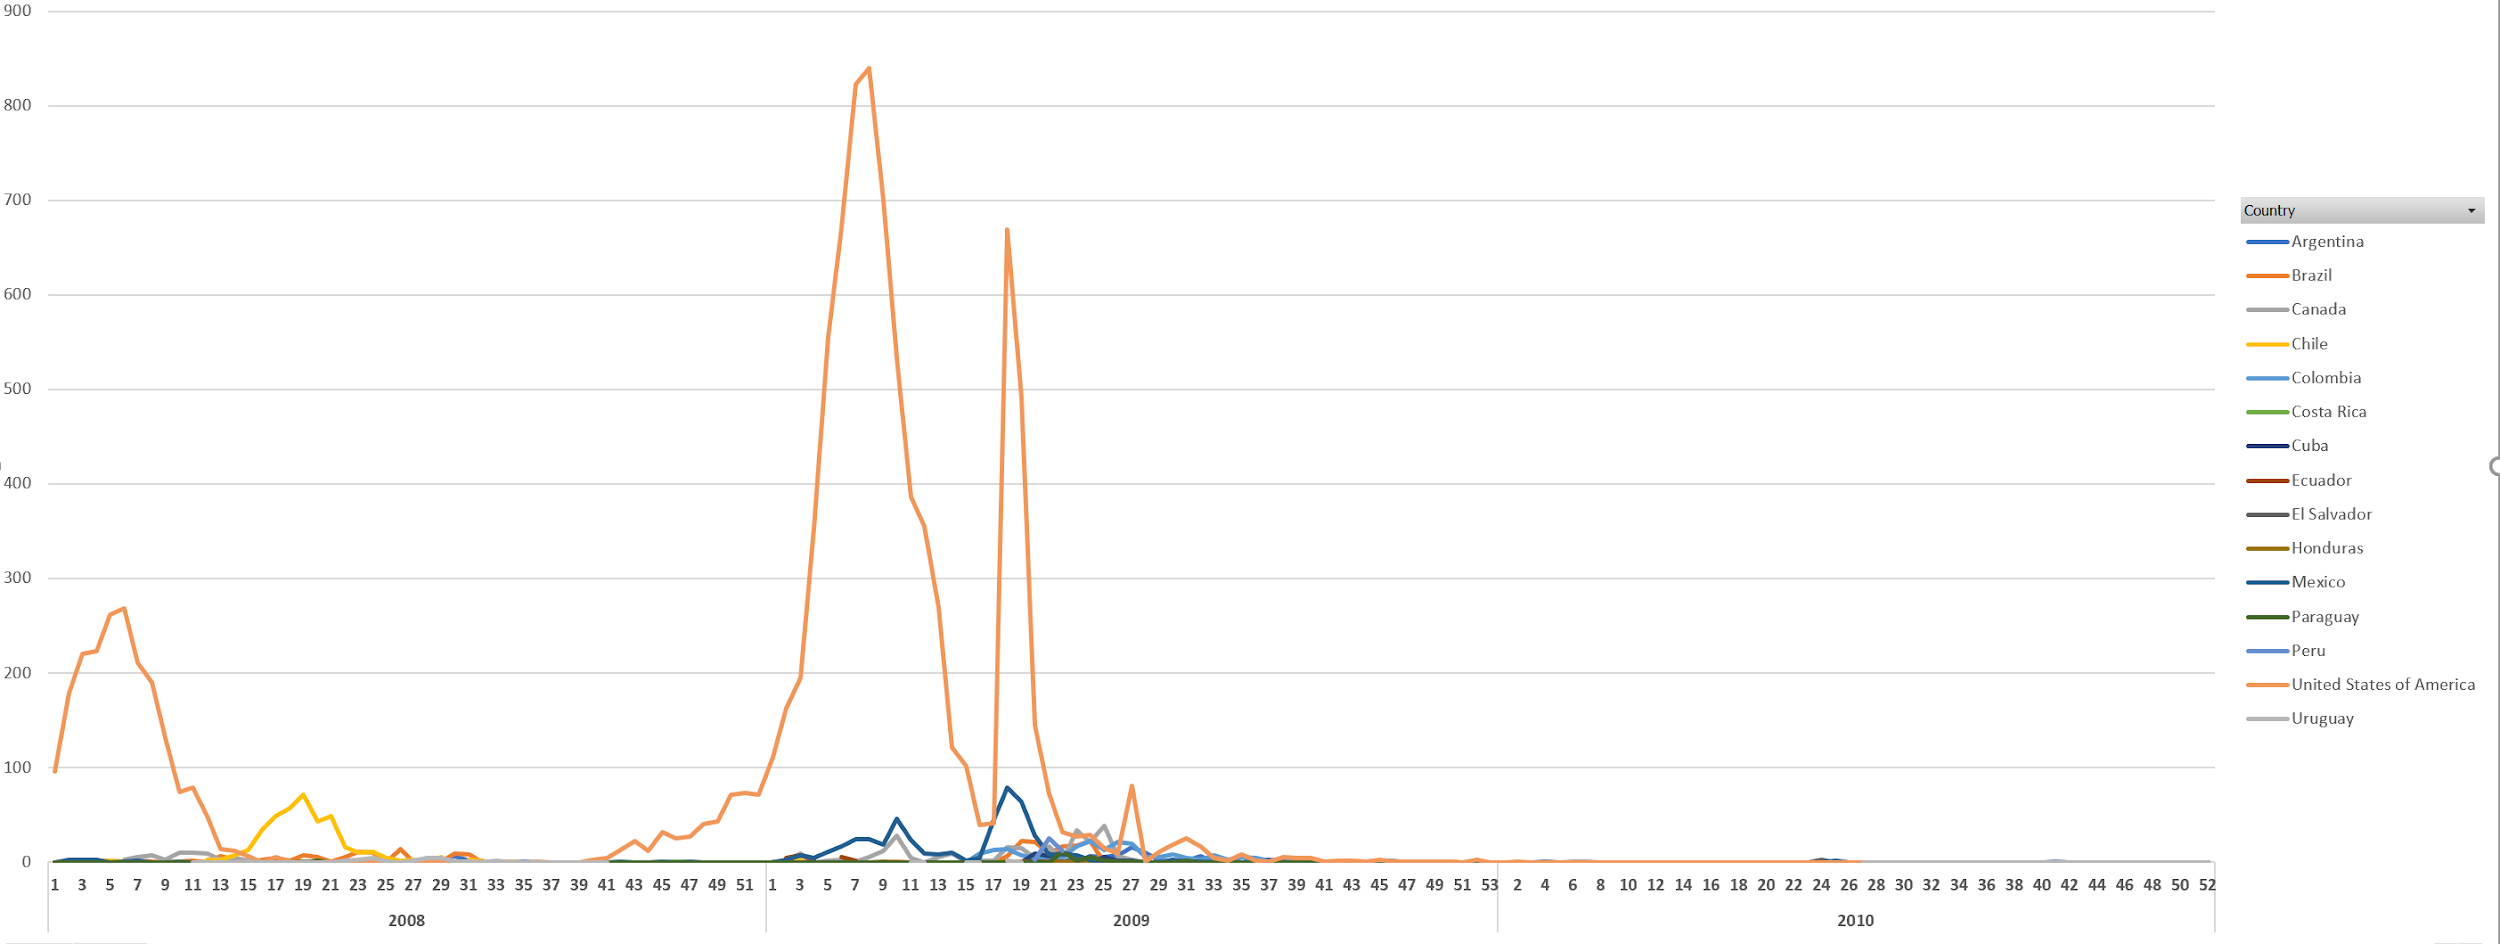 900
800
700
600
500
400
300
200
100
0
1 3 5 7 9 11 13 15 17 19 21 23 25 27 29 31 33 35 37 39 41 43 45 47 49 51 1 3 5 7 9 11 13 15 17 19 21 23 25 27 29 31 33 35 37 39 41 43 45 47 49 51 53 2 4 6 8 10 12 14 16 18 20 22 24 26 28 30 32 34 36 38 40 42 44 46 48 50 52
2008 2009 2010
Country
Argentina
Brazil
Canada
Chile
Colombia
Costa Rica
Cuba
Ecuador
El Salvador
Honduras
Mexico
Paraguay
Peru
United States of America
Uruguay